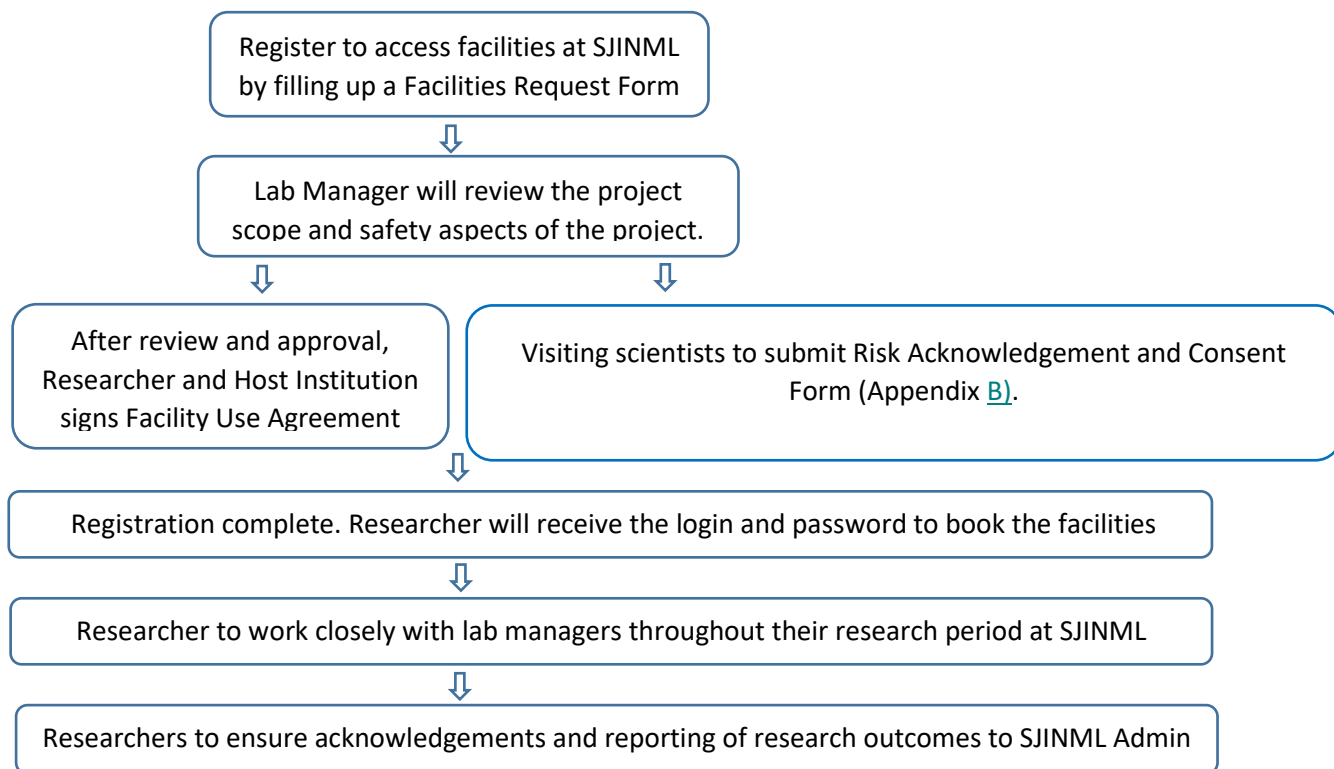 Register to access facilities at SJINML
by filling up a Facilities Request Form
Lab Manager will review the project
scope and safety aspects of the project.
After review and approval,
Researcher and Host Institution
signs Facility Use Agreement
Visiting scientists to submit Risk Acknowledgement and Consent
Form (Appendix B).
Registration complete. Researcher will receive the login and password to book the facilities
Researcher to work closely with lab managers throughout their research period at SJINML
Researchers to ensure acknowledgements and reporting of research outcomes to SJINML Admin